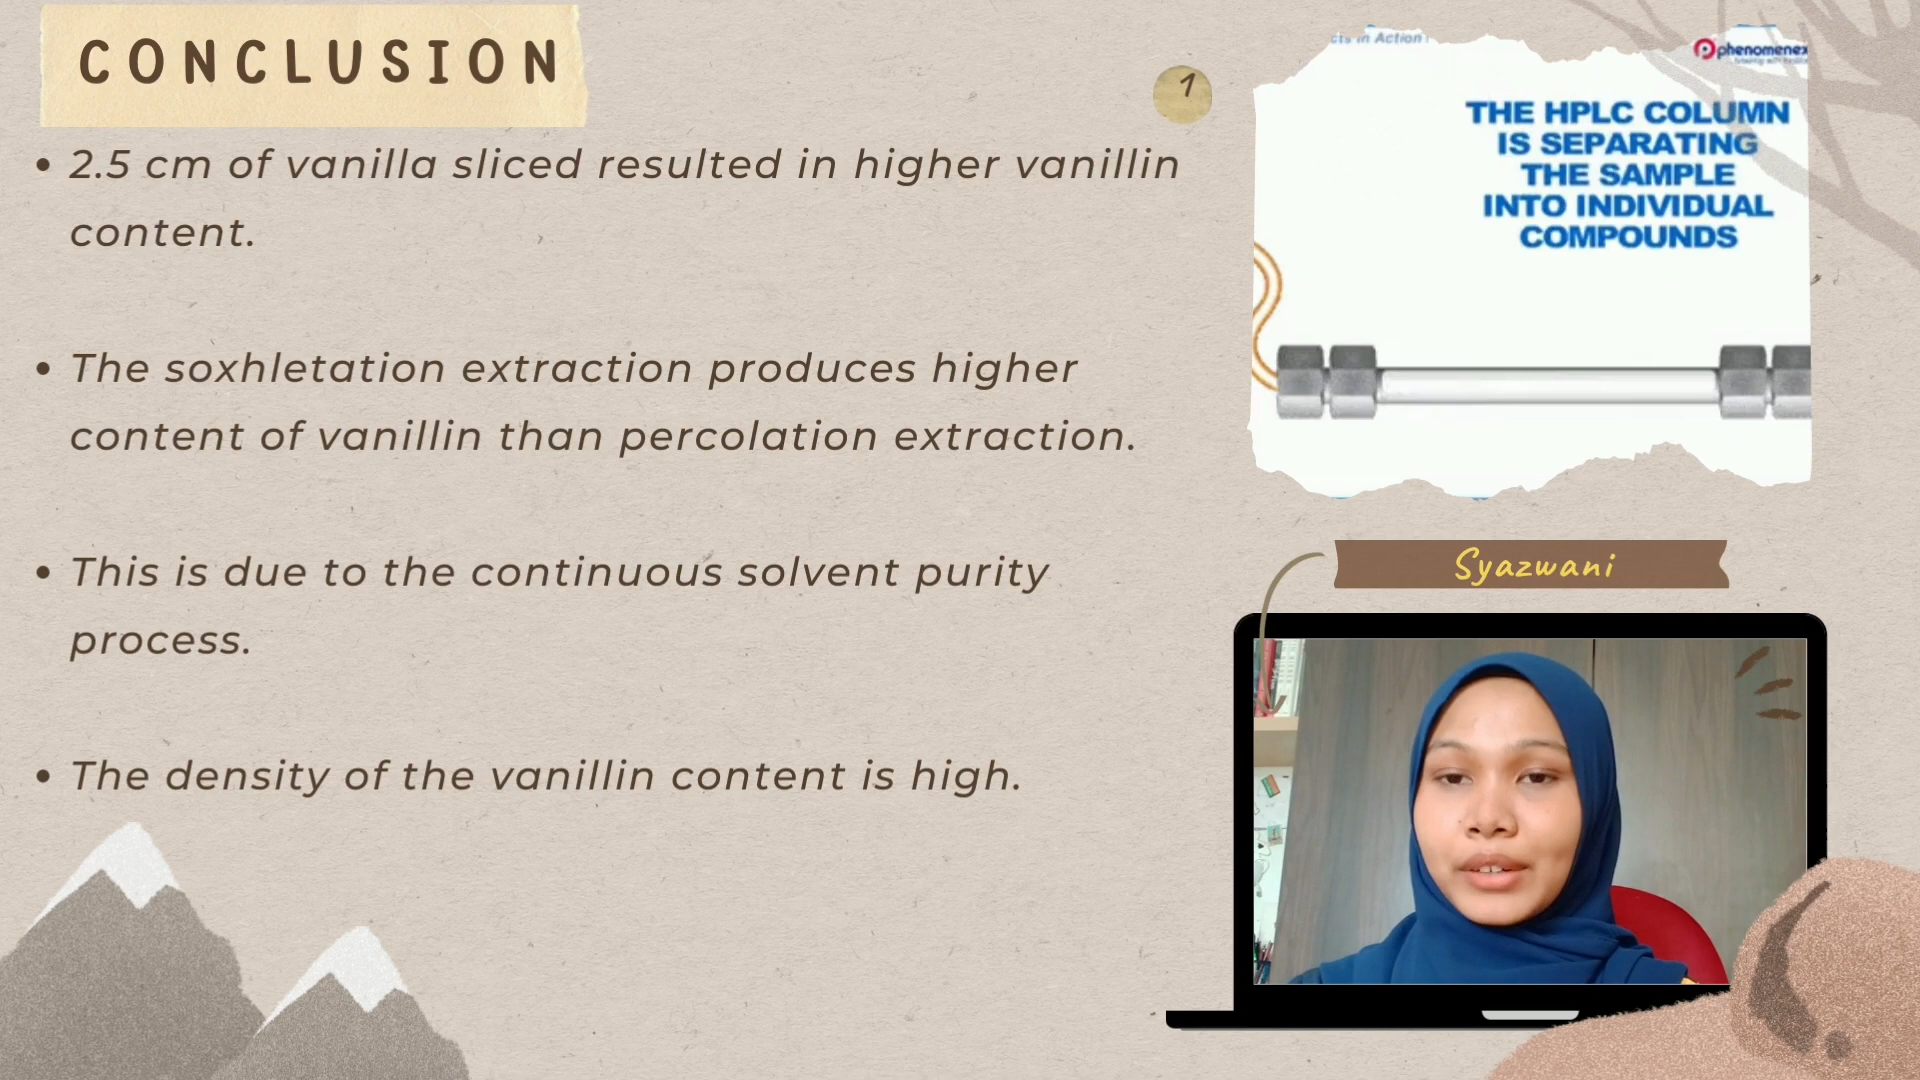 CONCLUSION
1
• 2.5 cm of vanilla sliced resulted in higher vanillin
content.
• The soxhletation extraction produces higher
content of vanillin than percolation extraction.
• This is due to the continuous solvent purity
process.
• The density of the vanillin content is high.
in Action
phenomenex
THE HPLC COLUMN
IS SEPARATING
THE SAMPLE
INTO INDIVIDUAL
COMPOUNDS
Syazwani